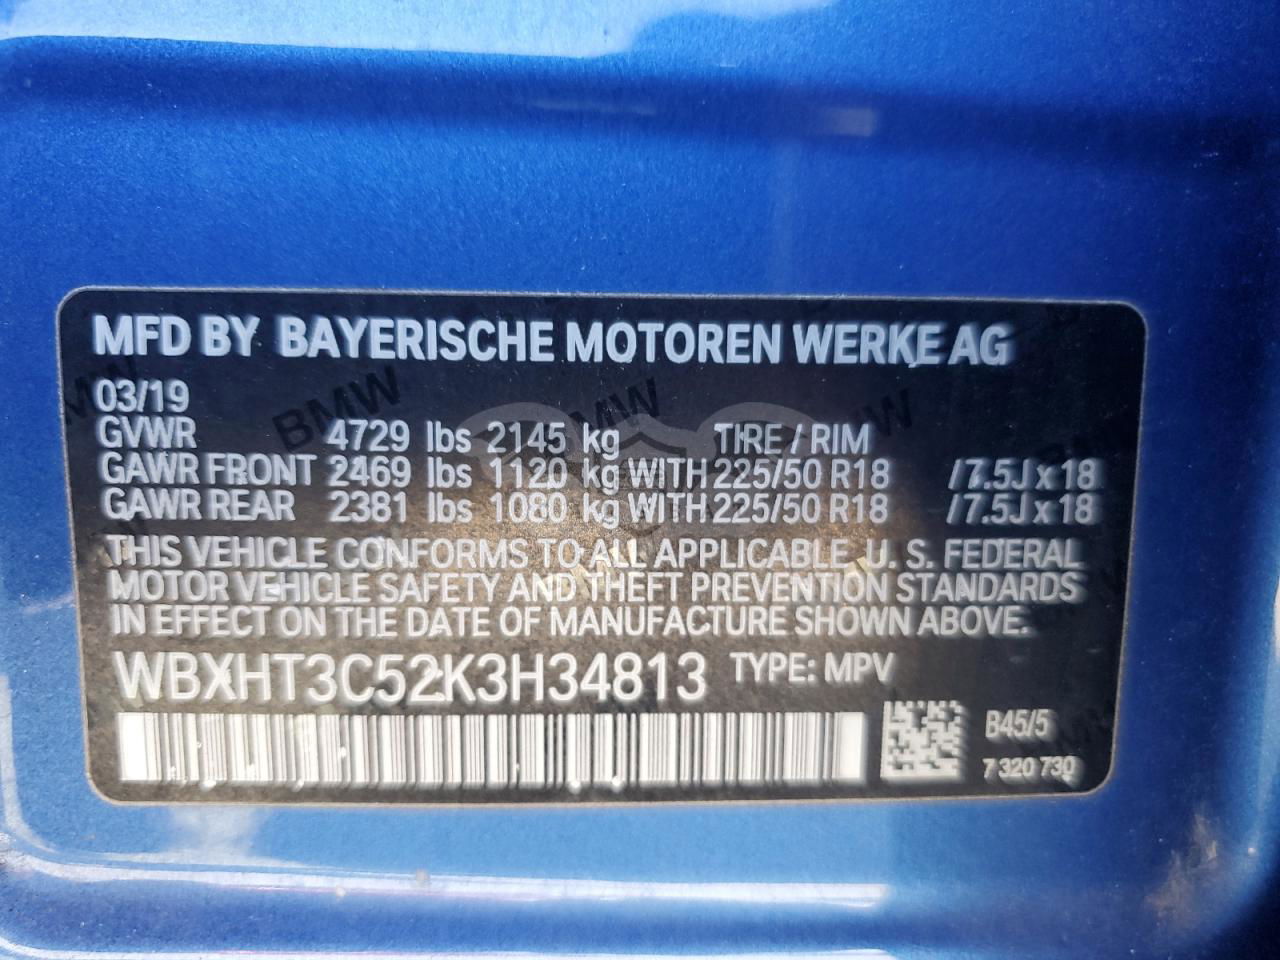 MFD BY BAYERISCHE MOTOREN WERKE AG
03/19
GVWR 4729 lbs 2145 kg TIRE / RIM
GAWR FRONT 2469 lbs 1120 kg WITH 225/50 R18 /7.5J x 18
GAWR REAR 2381 lbs 1080 kg WITH 225/50 R18 /7.5J x 18
THIS VEHICLE CONFORMS TO ALL APPLICABLE U. S. FEDERAL
MOTOR VEHICLE SAFETY AND THEFT PREVENTION STANDARDS
IN EFFECT ON THE DATE OF MANUFACTURE SHOWN ABOVE.
WBXHT3C52K3H34813 TYPE: MPV
B45/5
7 320 730
BMW
BMW